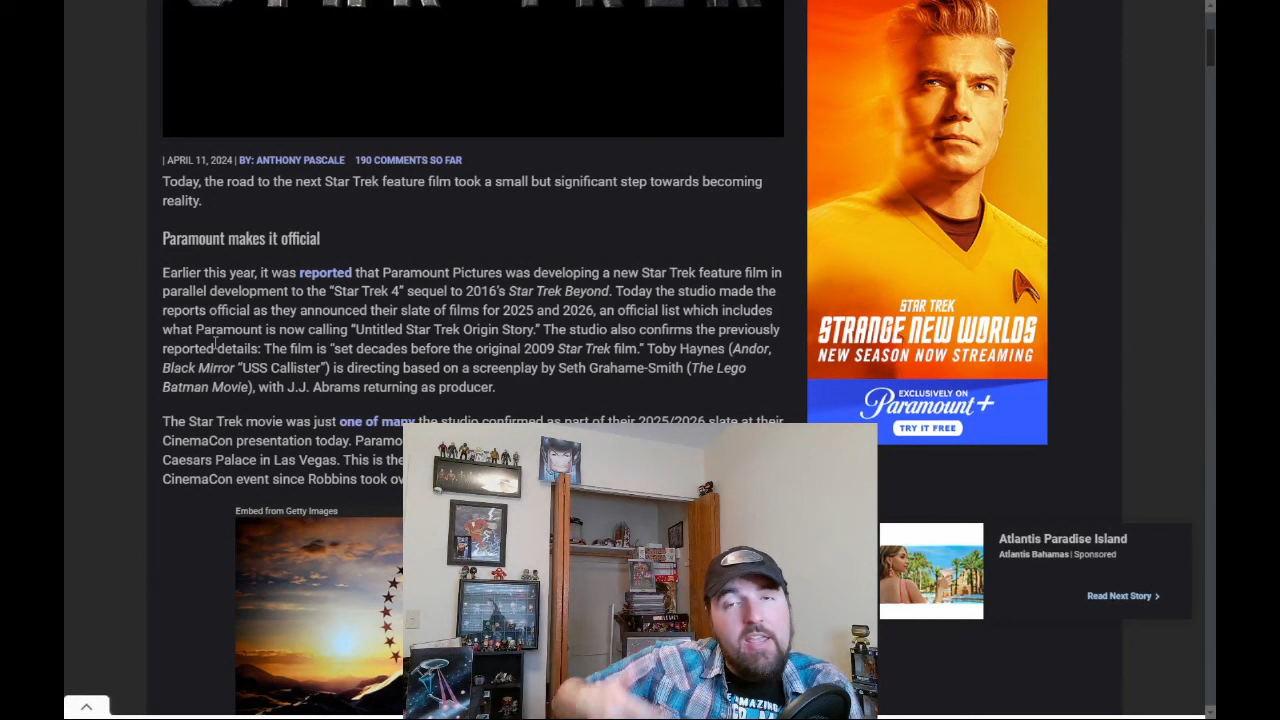 | APRIL 11, 2024 | BY: ANTHONY PASCALE 190 COMMENTS SO FAR
Today, the road to the next Star Trek feature film took a small but significant step towards becoming
reality.
Paramount makes it official
Earlier this year, it was reported that Paramount Pictures was developing a new Star Trek feature film in
parallel development to the “Star Trek 4” sequel to 2016’s Star Trek Beyond. Today the studio made the
reports official as they announced their slate of films for 2025 and 2026, an official list which includes
what Paramount is now calling “Untitled Star Trek Origin Story.” The studio also confirms the previously
reported details: The film is “set decades before the original 2009 Star Trek film.” Toby Haynes (Andor,
Black Mirror “USS Callister”) is directing based on a screenplay by Seth Grahame-Smith (The Lego
Batman Movie), with J.J. Abrams returning as producer.
The Star Trek movie was just one of many the studio confirmed as part of their 2025/2026 slate at their
CinemaCon presentation today. Paramo
Caesars Palace in Las Vegas. This is the
CinemaCon event since Robbins took ov
Embed from Getty Images
STAR TREK
STRANGE NEW WORLDS
NEW SEASON NOW STREAMING
EXCLUSIVELY ON
Paramount+
TRY IT FREE
Atlantis Paradise Island
Atlantis Bahamas | Sponsored
Read Next Story
AMAZING